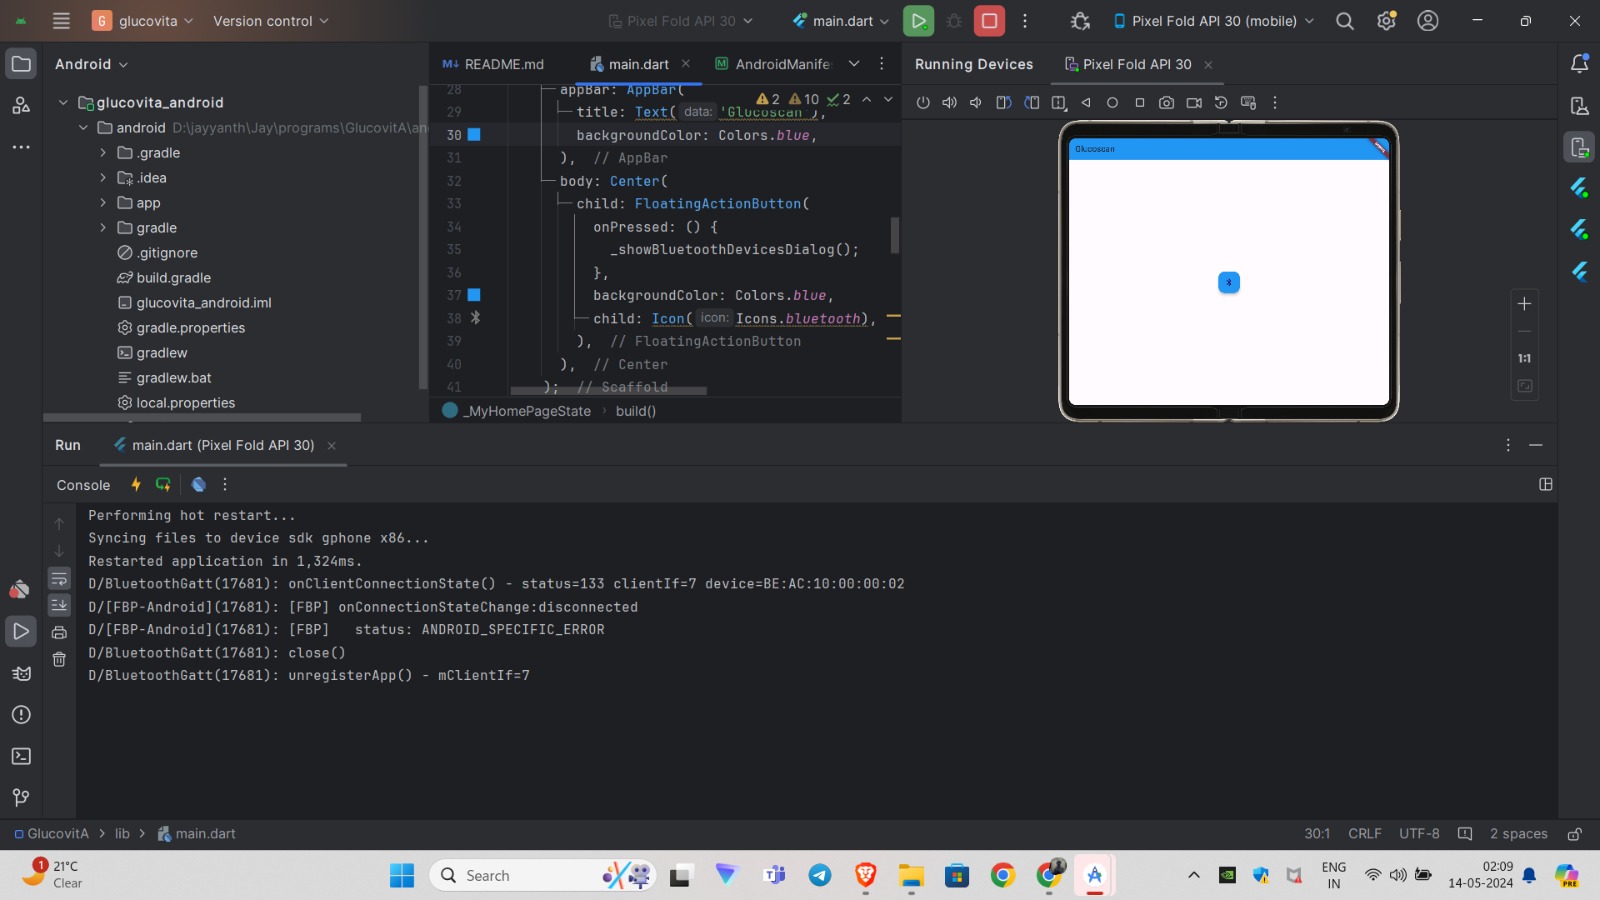 G glucovita
Version control
Pixel Fold API 30
main.dart
Pixel Fold API 30 (mobile)
Android
glucovita_android
android D:\jayyanth\Jay\programs\GlucovitA\an
.gradle
.idea
app
gradle
.gitignore
build.gradle
glucovita_android.iml
gradle.properties
gradlew
gradlew.bat
local.properties
M↓ README.md
main.dart
M AndroidManife
28 appBar: AppBar(
2 10 2
29 title: Text( data: 'Glucoscan'),
30 backgroundColor: Colors.blue,
31 ), // AppBar
32 body: Center(
33 child: FloatingActionButton(
34 onPressed: () {
35 _showBluetoothDevicesDialog();
36 },
37 backgroundColor: Colors.blue,
38 child: Icon( icon: Icons.bluetooth),
39 ), // FloatingActionButton
40 ), // Center
41 ); // Scaffold
_MyHomePageState › build()
Running Devices
Pixel Fold API 30
Glucoscan
1:1
Run
main.dart (Pixel Fold API 30)
Console
Performing hot restart...
Syncing files to device sdk gphone x86...
Restarted application in 1,324ms.
D/BluetoothGatt(17681): onClientConnectionState() - status=133 clientIf=7 device=BE:AC:10:00:00:02
D/[FBP-Android](17681): [FBP] onConnectionStateChange:disconnected
D/[FBP-Android](17681): [FBP]   status: ANDROID_SPECIFIC_ERROR
D/BluetoothGatt(17681): close()
D/BluetoothGatt(17681): unregisterApp() - mClientIf=7
GlucovitA › lib › main.dart
30:1 CRLF UTF-8 2 spaces
1
21°C
Clear
Search
ENG
IN
02:09
14-05-2024
PRE